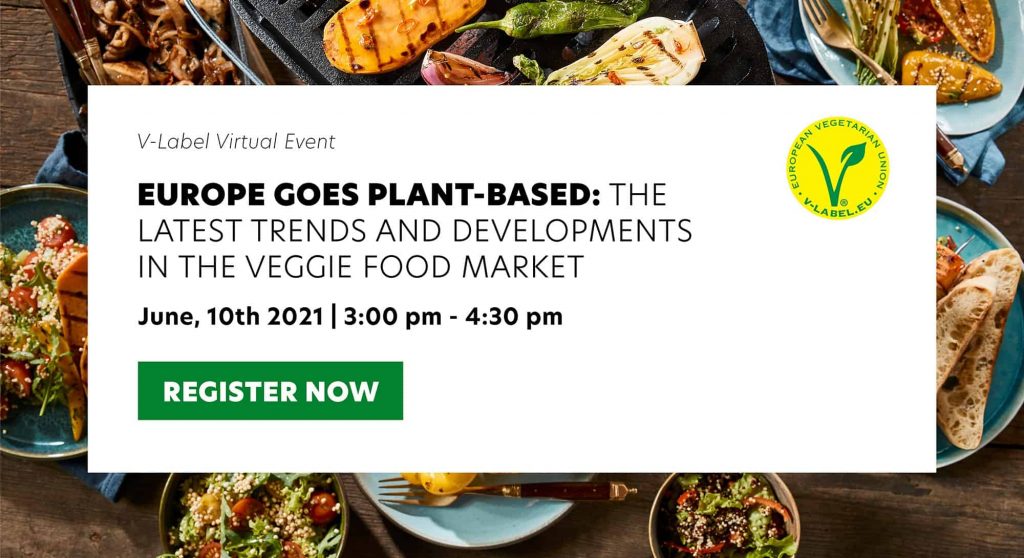 V-Label Virtual Event
EUROPE GOES PLANT-BASED: THE
LATEST TRENDS AND DEVELOPMENTS
IN THE VEGGIE FOOD MARKET
June, 10th 2021 | 3:00 pm - 4:30 pm
REGISTER NOW
EUROPEAN VEGETARIAN UNION
®
• V-LABEL.EU •